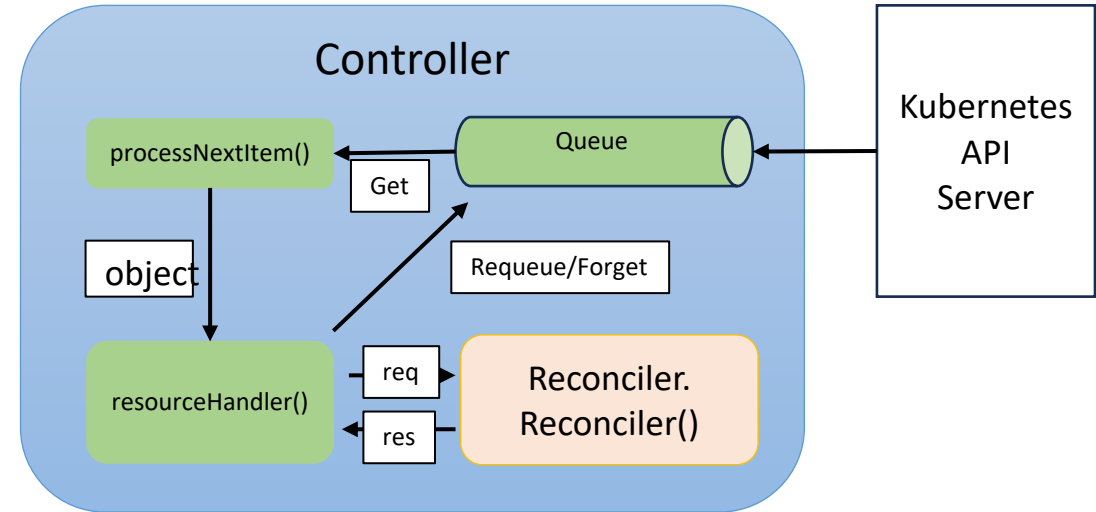 Controller
Kubernetes
API
Server
processNextItem()
Queue
Get
object
Requeue/Forget
resourceHandler()
req
res
Reconciler.
Reconciler()